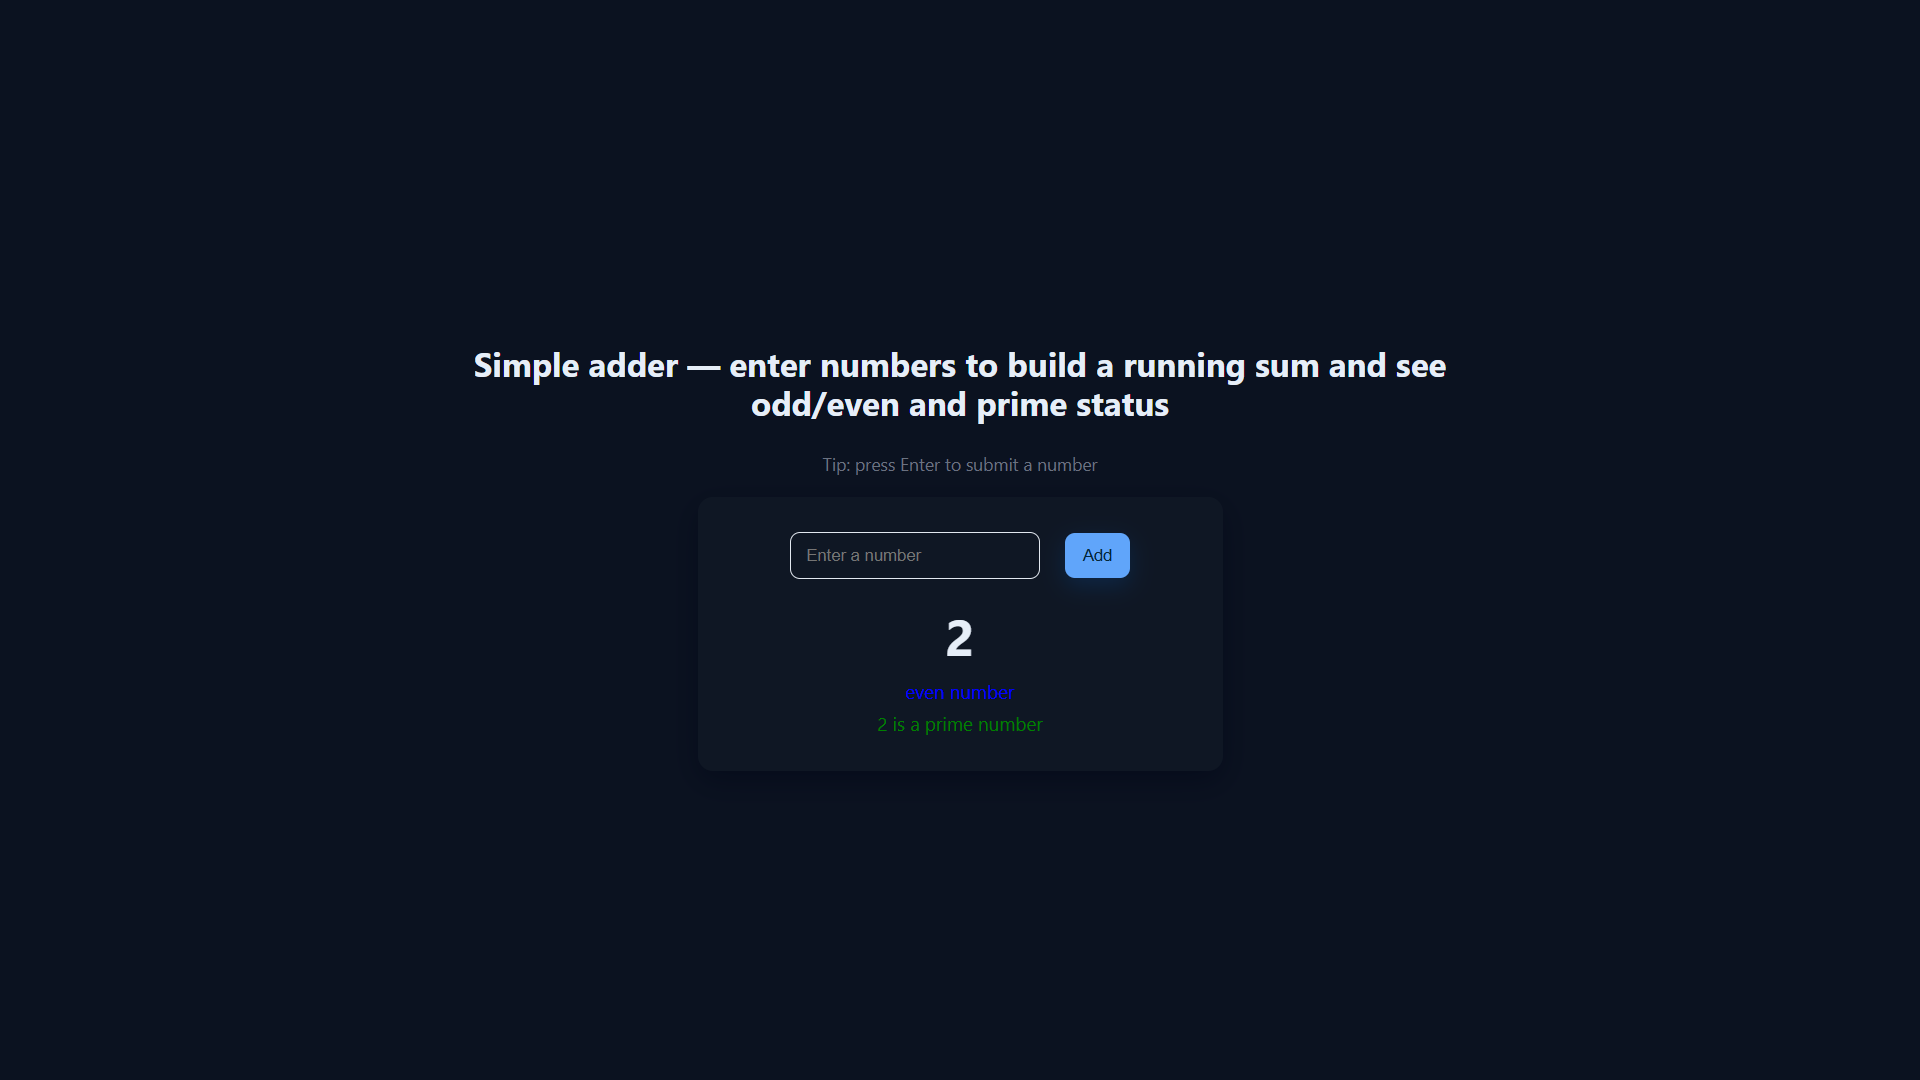 Simple adder — enter numbers to build a running sum and see
odd/even and prime status
Tip: press Enter to submit a number
Enter a number
Add
2
even number
2 is a prime number